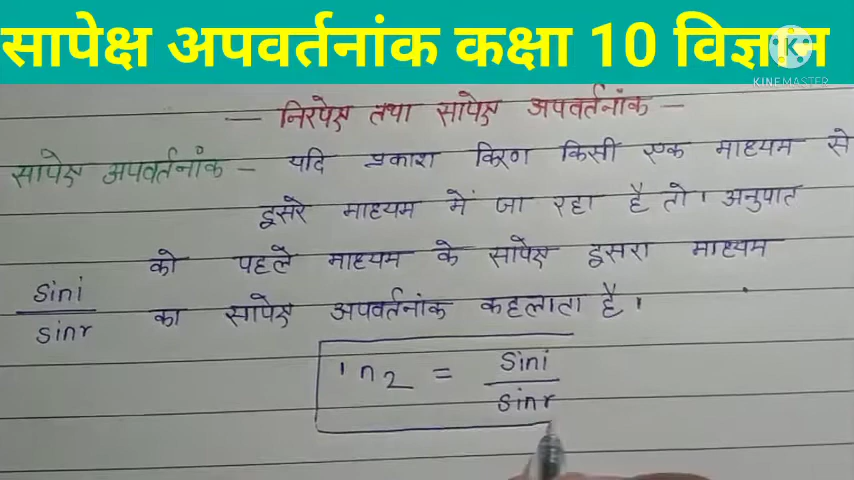 सापेक्ष अपवर्तनांक कक्षा 10 विज्ञान
K
KINEMASTER
— निरपेक्ष तथा सापेक्ष अपवर्तनांक —
सापेक्ष अपवर्तनांक — यदि प्रकाश किरण किसी एक माध्यम से
दूसरे माध्यम में जा रहा है तो । अनुपात
sini/sinr को पहले माध्यम के सापेक्ष दूसरा माध्यम
का सापेक्ष अपवर्तनांक कहलाता है ।
¹n₂ = sini/sinr